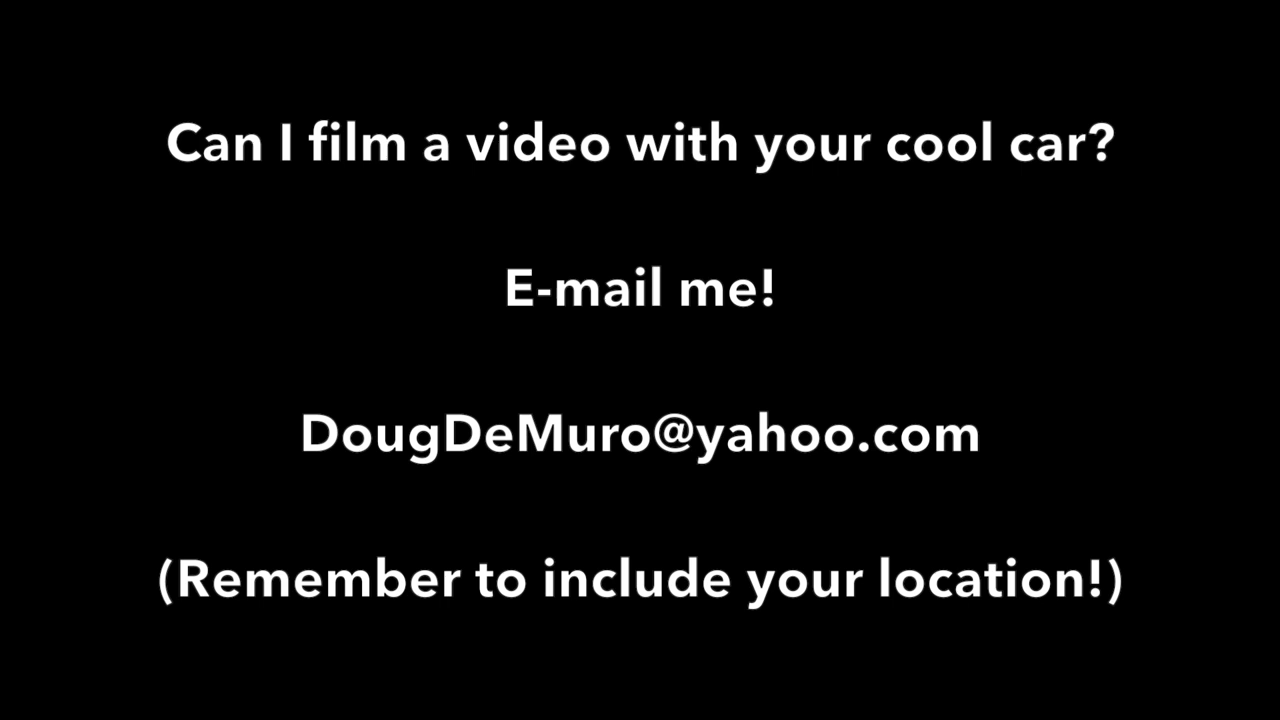 Can I film a video with your cool car?
E-mail me!
DougDeMuro@yahoo.com
(Remember to include your location!)